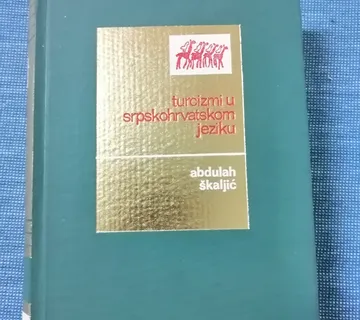 turcizmi u
srpskohrvatskom
jeziku
abdulah
škaljić